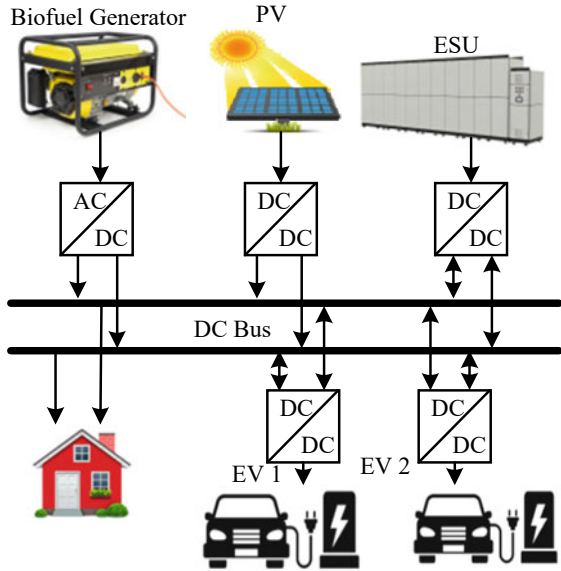 Biofuel Generator
PV
ESU
AC
DC
DC
DC
DC
DC
DC Bus
DC
DC
DC
DC
EV 1
EV 2